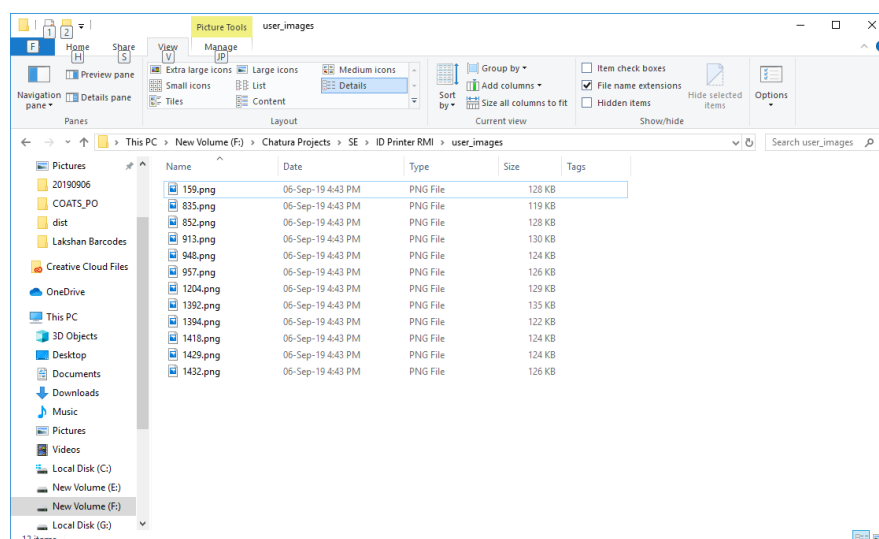 1 2 Picture Tools user_images
F Home Share View Manage
H S V JP
Preview pane Extra large icons Large icons Medium icons Group by Item check boxes
Navigation pane Details pane Small icons List Details Sort by Add columns File name extensions Hide selected items Options
Tiles Content Size all columns to fit Hidden items
Panes Layout Current view Show/hide
This PC > New Volume (F:) > Chatura Projects > SE > ID Printer RMI > user_images Search user_images
Name Date Type Size Tags
Pictures
20190906
COATS_PO
dist
Lakshan Barcodes
Creative Cloud Files
OneDrive
This PC
3D Objects
Desktop
Documents
Downloads
Music
Pictures
Videos
Local Disk (C:)
New Volume (E:)
New Volume (F:)
Local Disk (G:)
159.png 06-Sep-19 4:43 PM PNG File 128 KB
835.png 06-Sep-19 4:43 PM PNG File 119 KB
852.png 06-Sep-19 4:43 PM PNG File 128 KB
913.png 06-Sep-19 4:43 PM PNG File 130 KB
948.png 06-Sep-19 4:43 PM PNG File 124 KB
957.png 06-Sep-19 4:43 PM PNG File 126 KB
1204.png 06-Sep-19 4:43 PM PNG File 129 KB
1392.png 06-Sep-19 4:43 PM PNG File 135 KB
1394.png 06-Sep-19 4:43 PM PNG File 122 KB
1418.png 06-Sep-19 4:43 PM PNG File 124 KB
1429.png 06-Sep-19 4:43 PM PNG File 124 KB
1432.png 06-Sep-19 4:43 PM PNG File 126 KB